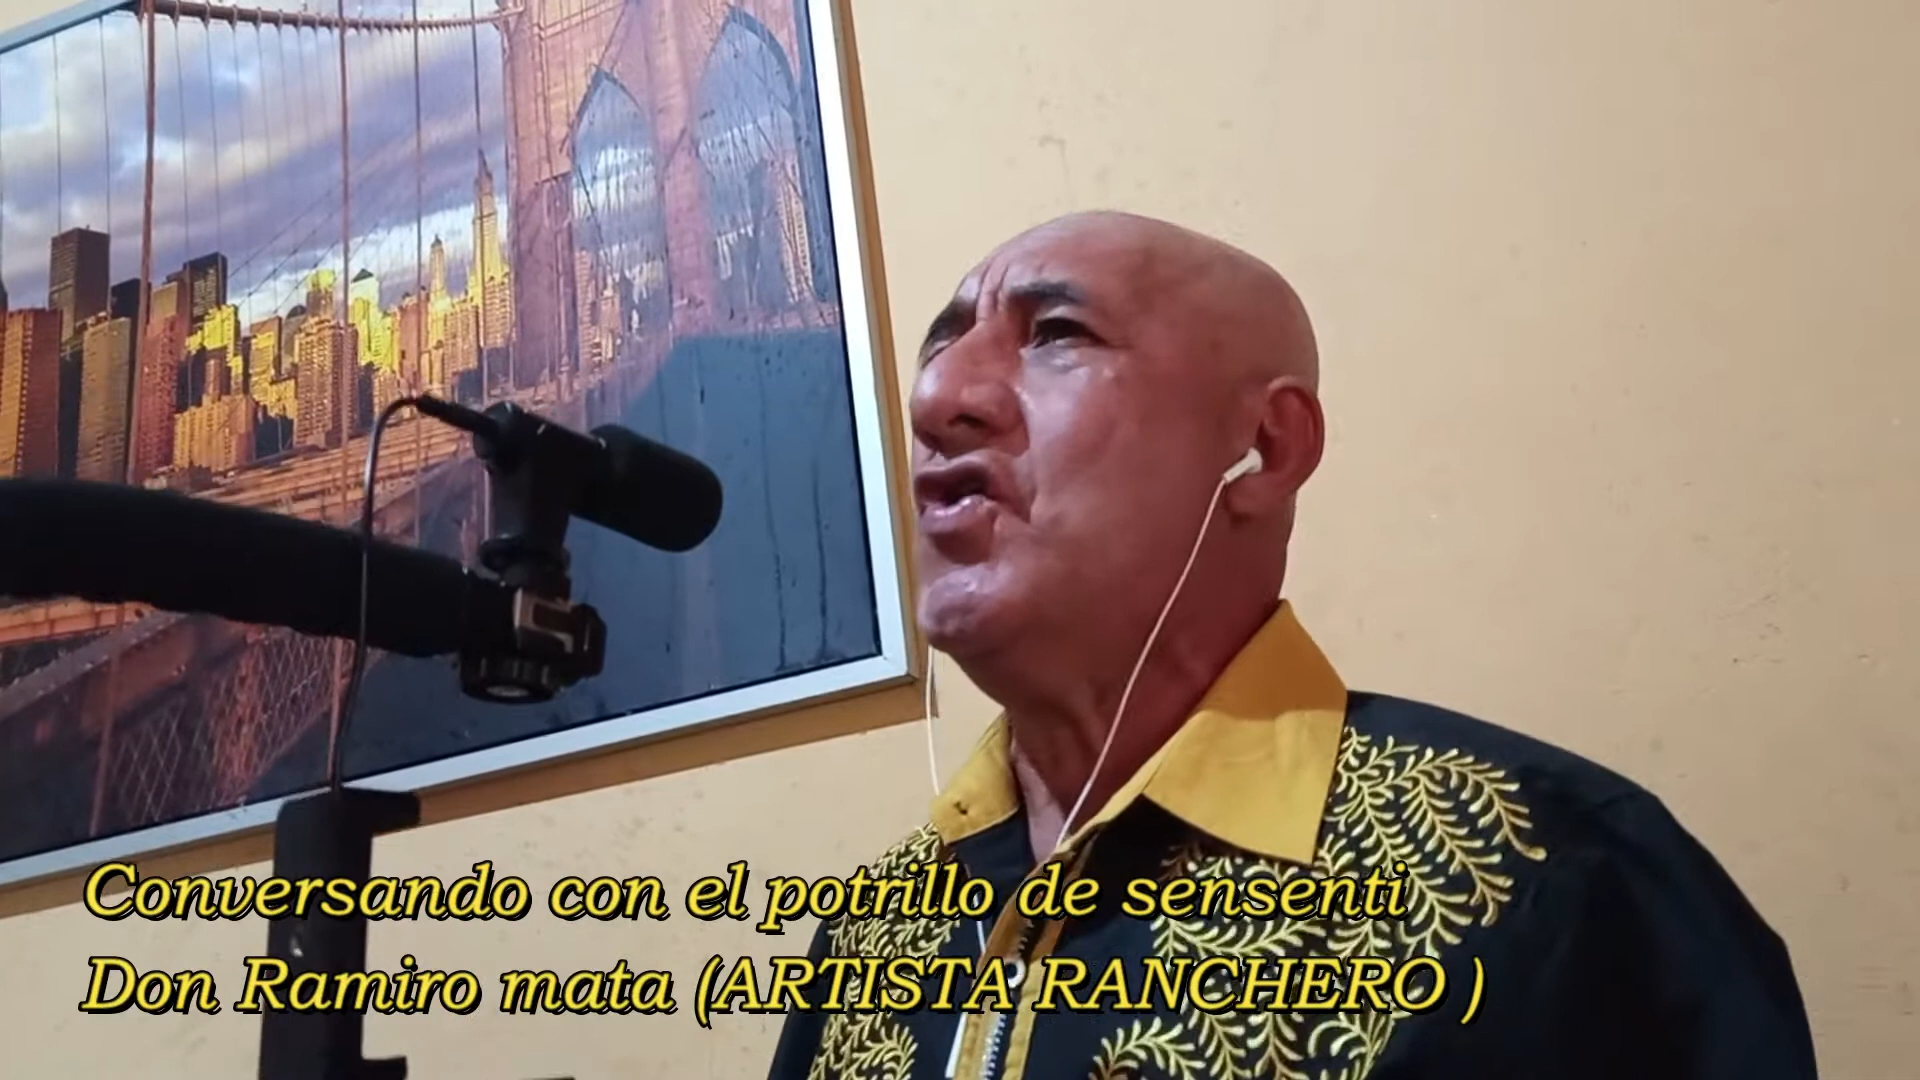 Conversando con el potrillo de sensenti
Don Ramiro mata (ARTISTA RANCHERO )